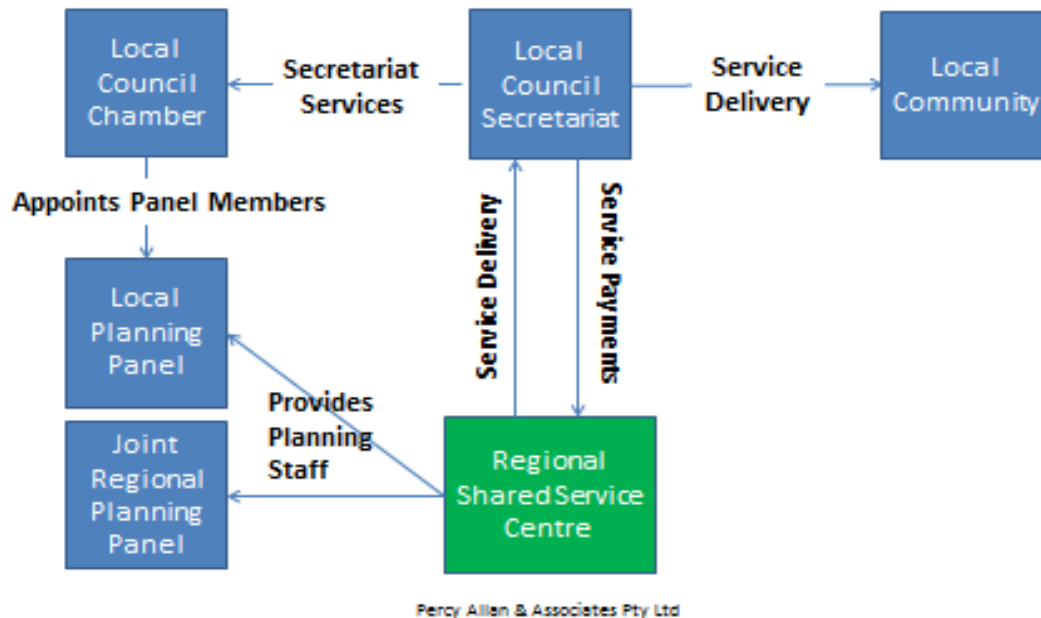 Local
Council
Chamber
Secretariat
Services
Local
Council
Secretariat
Service
Delivery
Local
Community
Appoints Panel Members
Service Delivery
Service Payments
Local
Planning
Panel
Provides
Planning
Staff
Joint
Regional
Planning
Panel
Regional
Shared Service
Centre
Percy Allan & Associates Pty Ltd